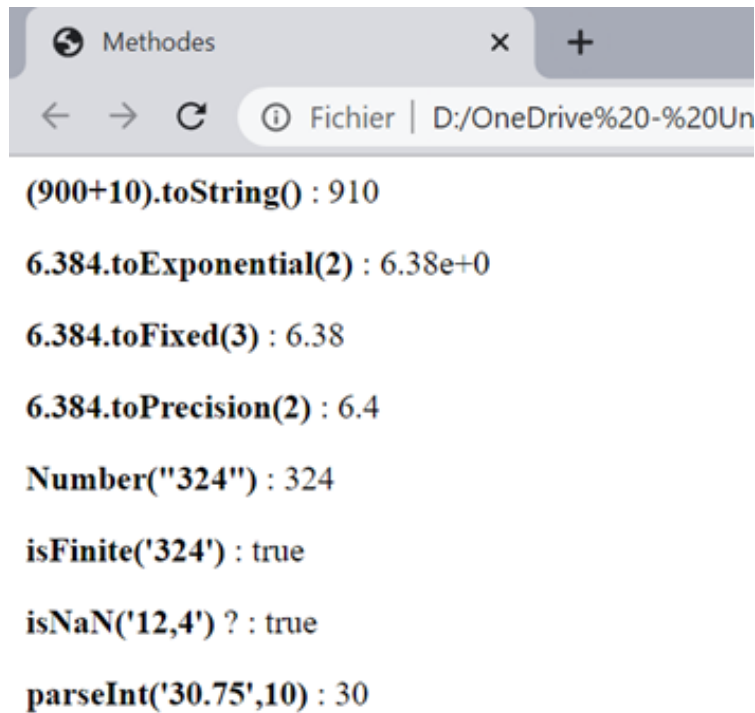 Methodes
Fichier | D:/OneDrive%20-%20Un
(900+10).toString() : 910
6.384.toExponential(2) : 6.38e+0
6.384.toFixed(3) : 6.38
6.384.toPrecision(2) : 6.4
Number("324") : 324
isFinite('324') : true
isNaN('12,4') ? : true
parseInt('30.75',10) : 30